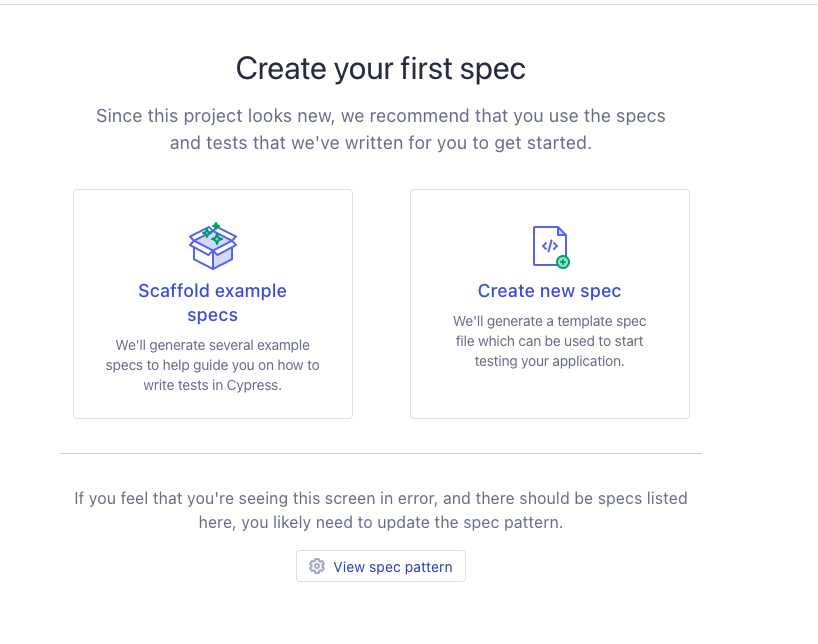 Create your first spec
Since this project looks new, we recommend that you use the specs
and tests that we've written for you to get started.
Scaffold example
specs
We'll generate several example
specs to help guide you on how to
write tests in Cypress.
Create new spec
We'll generate a template spec
file which can be used to start
testing your application.
If you feel that you're seeing this screen in error, and there should be specs listed
here, you likely need to update the spec pattern.
View spec pattern